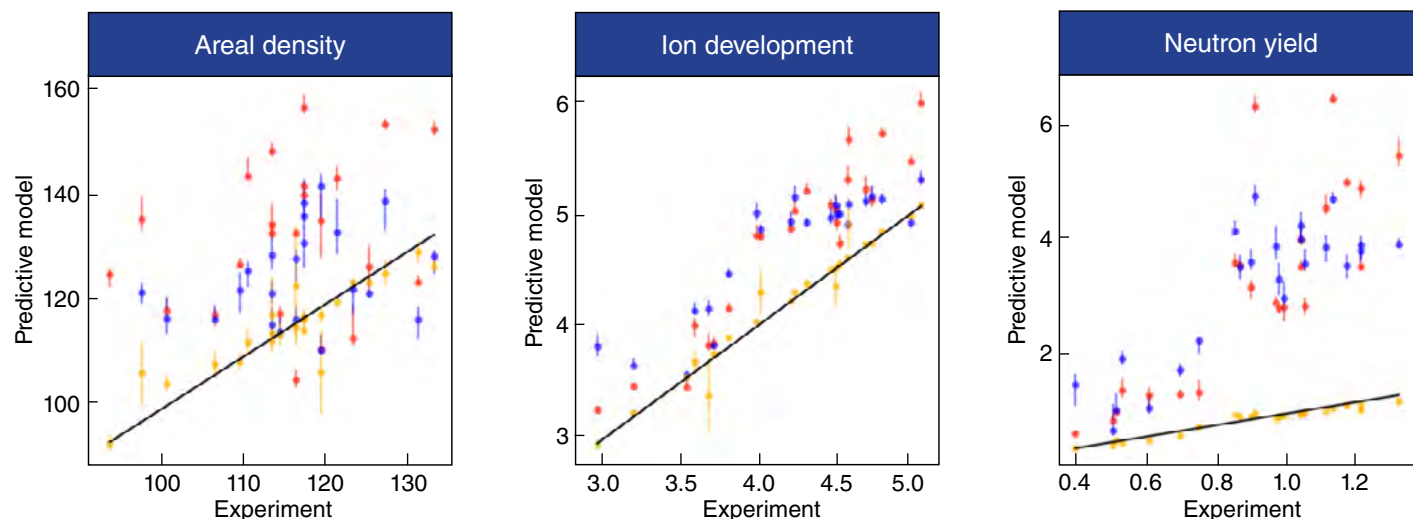 Areal density
Predictive model
160
140
120
100
100 110 120 130
Experiment
Ion development
Predictive model
6
5
4
3
3.0 3.5 4.0 4.5 5.0
Experiment
Neutron yield
Predictive model
6
4
2
0.4 0.6 0.8 1.0 1.2
Experiment